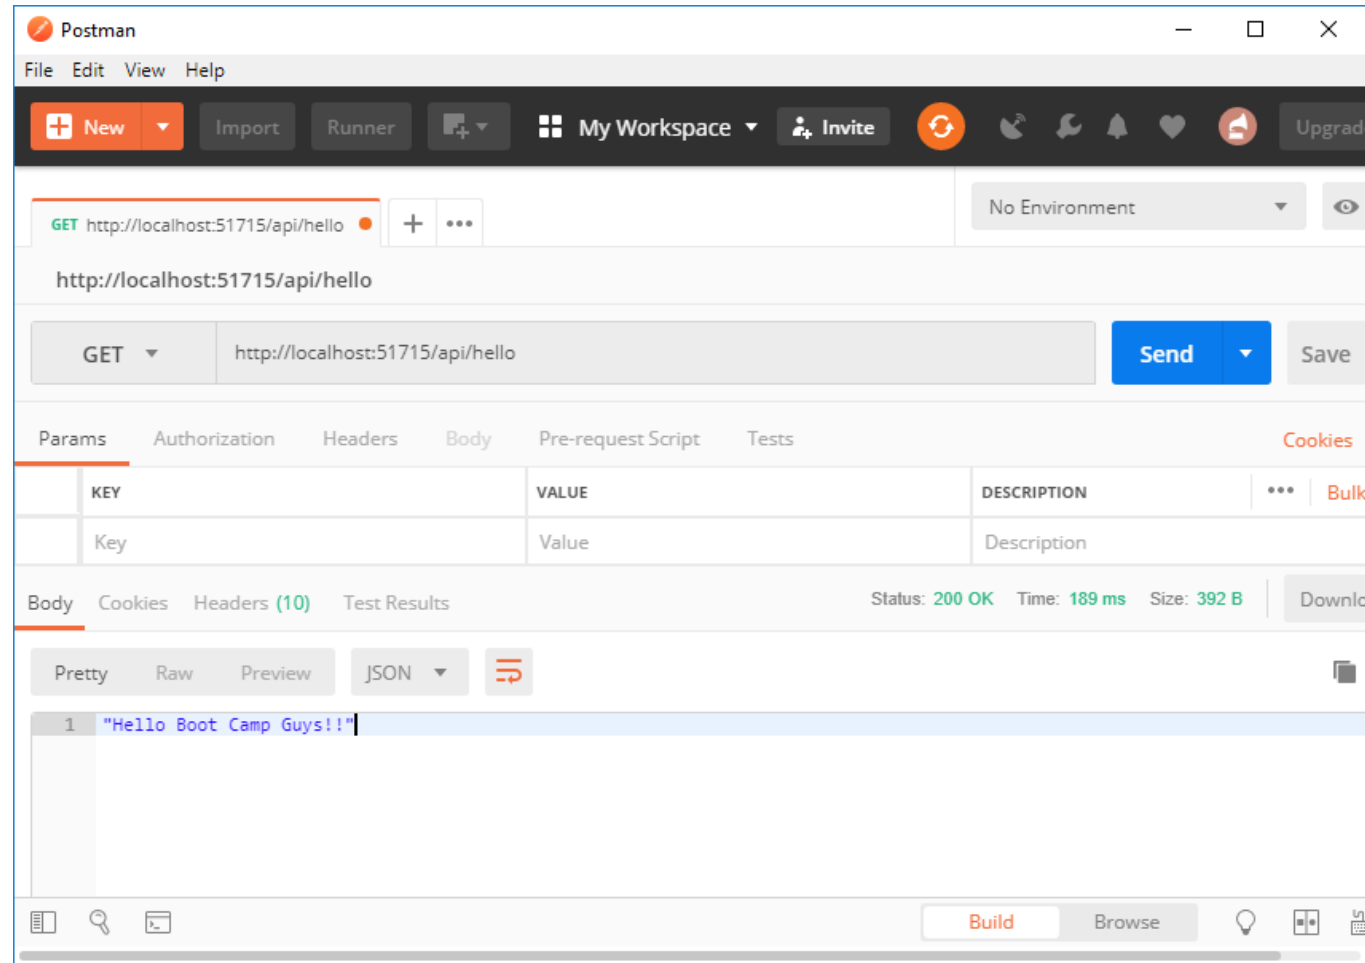 Postman
File Edit View Help
New Import Runner My Workspace Invite Upgrad
No Environment
GET http://localhost:51715/api/hello
http://localhost:51715/api/hello
GET http://localhost:51715/api/hello Send Save
Params Authorization Headers Body Pre-request Script Tests Cookies
KEY VALUE DESCRIPTION Bulk
Key Value Description
Body Cookies Headers (10) Test Results Status: 200 OK Time: 189 ms Size: 392 B Downlo
Pretty Raw Preview JSON
1 "Hello Boot Camp Guys!!"
Build Browse